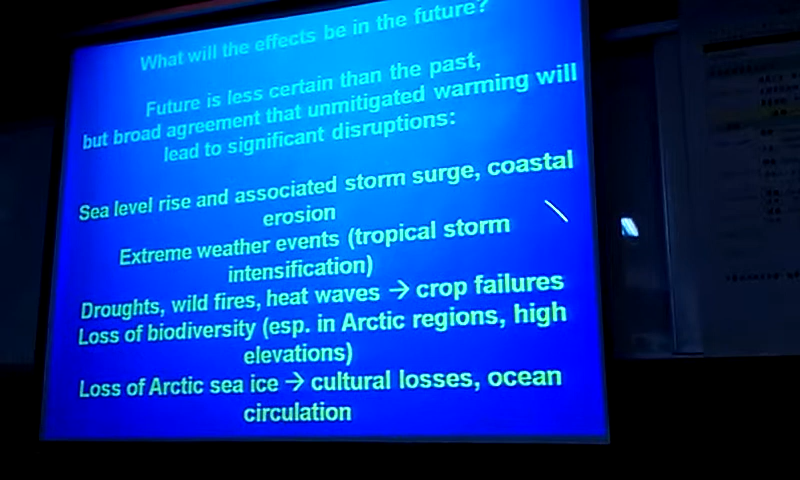 What will the effects be in the future?
Future is less certain than the past,
but broad agreement that unmitigated warming will
lead to significant disruptions:
Sea level rise and associated storm surge, coastal
erosion
Extreme weather events (tropical storm
intensification)
Droughts, wild fires, heat waves → crop failures
Loss of biodiversity (esp. in Arctic regions, high
elevations)
Loss of Arctic sea ice → cultural losses, ocean
circulation